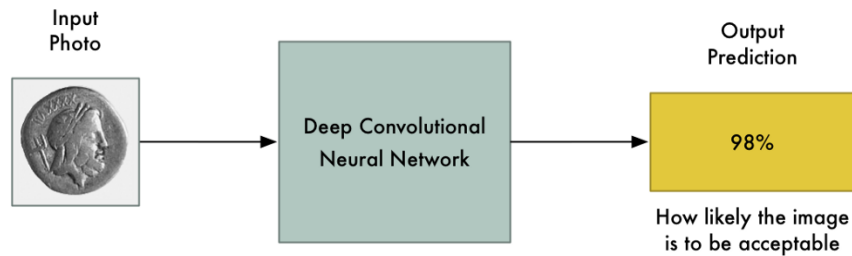 Input
Photo
Deep Convolutional
Neural Network
Output
Prediction
98%
How likely the image
is to be acceptable